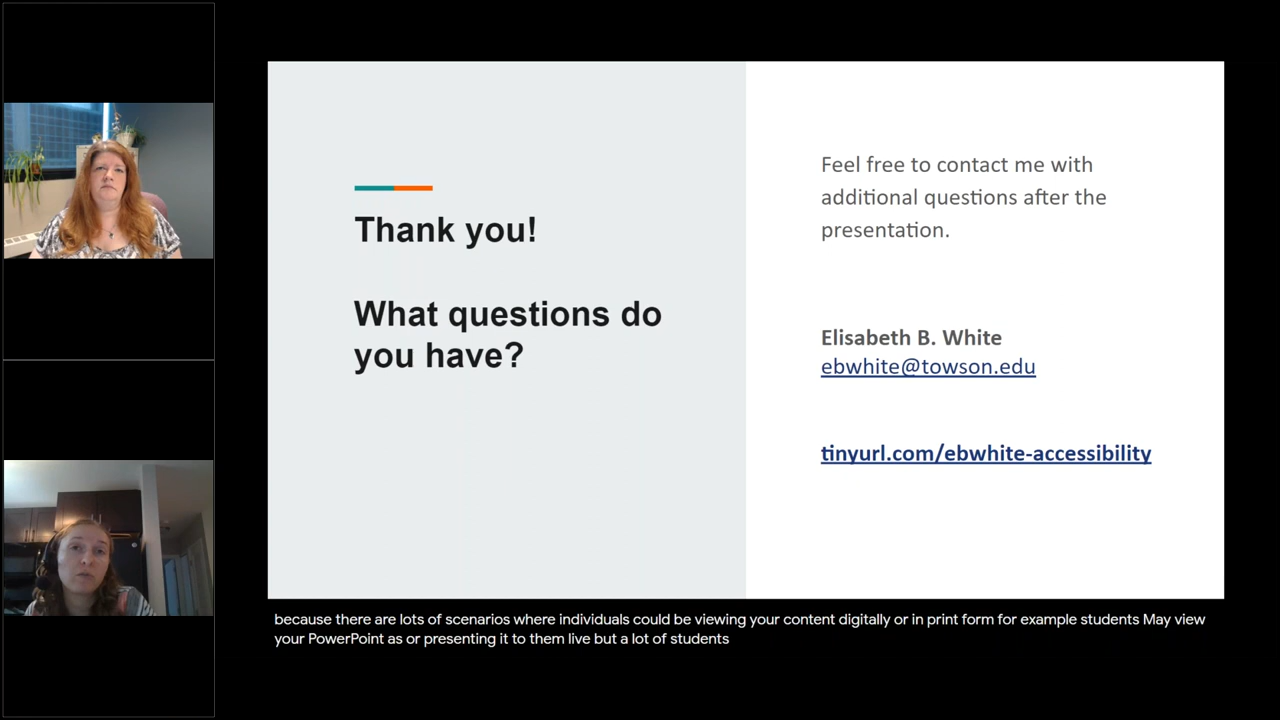 Thank you!
What questions do
you have?
Feel free to contact me with
additional questions after the
presentation.
Elisabeth B. White
ebwhite@towson.edu
tinyurl.com/ebwhite-accessibility
because there are lots of scenarios where individuals could be viewing your content digitally or in print form for example students May view
your PowerPoint as or presenting it to them live but a lot of students